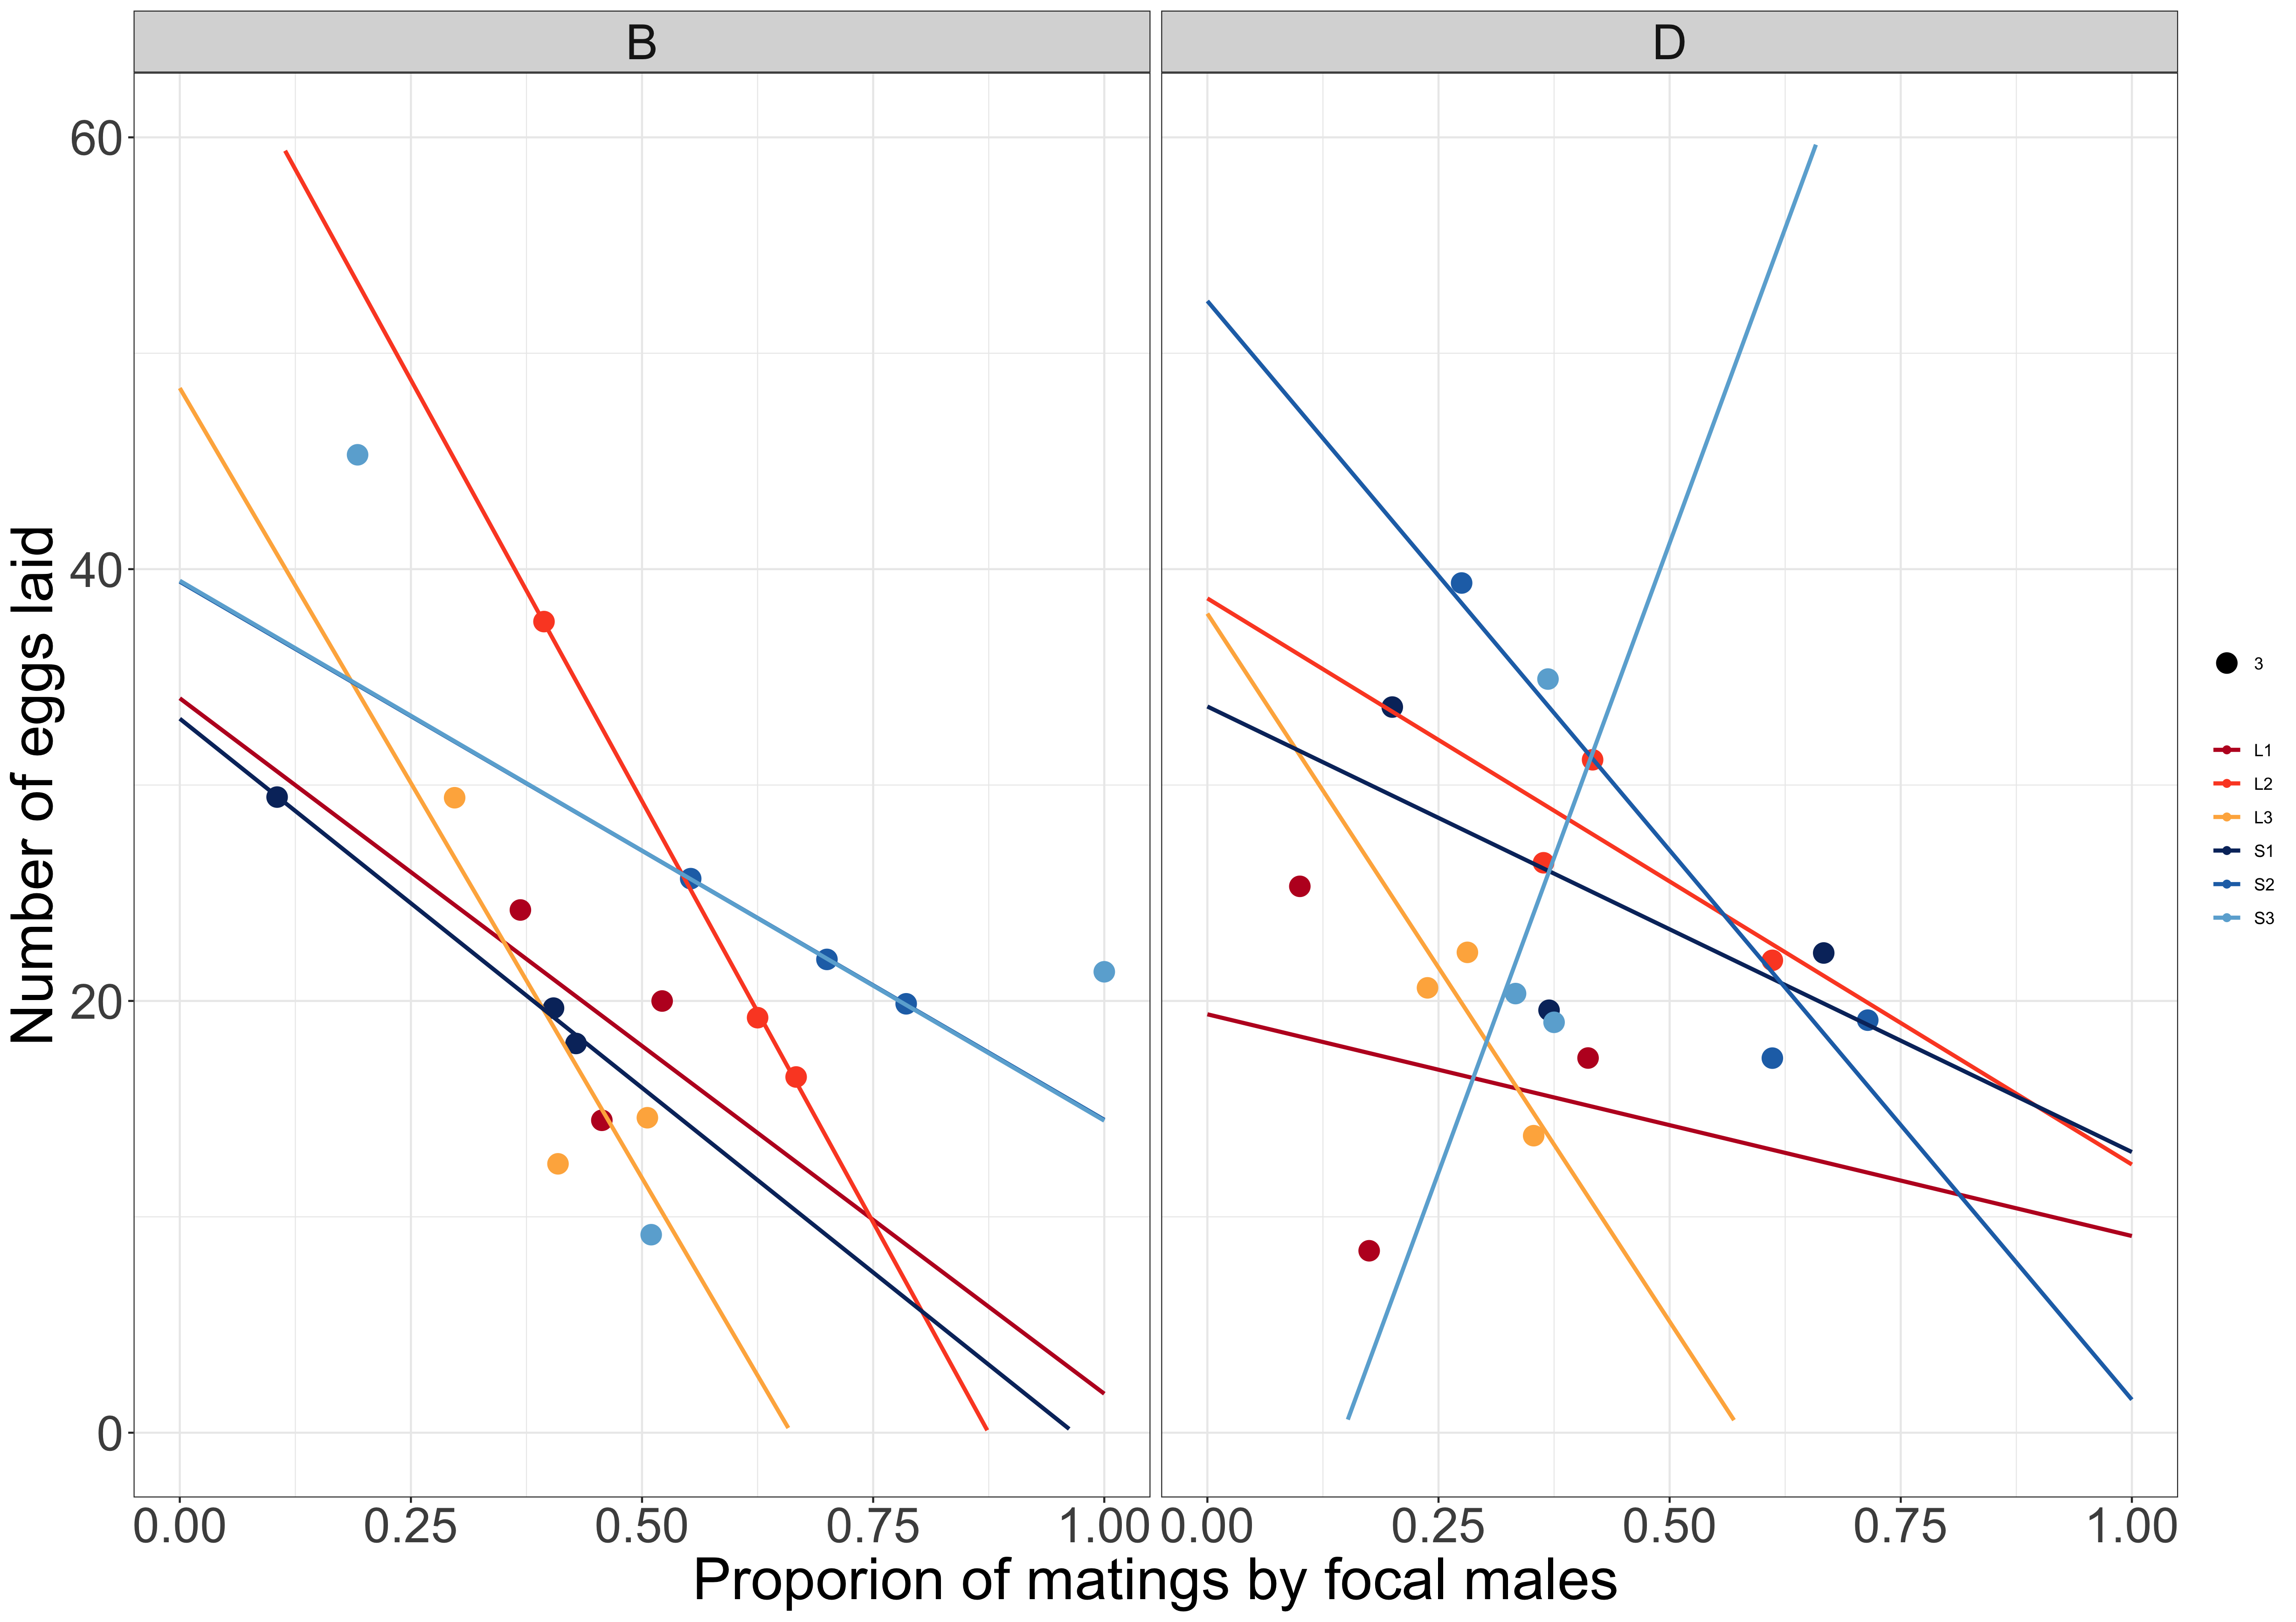 B
D
60
40
20
0
Number of eggs laid
0.00 0.25 0.50 0.75 1.00
0.00 0.25 0.50 0.75 1.00
Proporion of matings by focal males
3
L1
L2
L3
S1
S2
S3